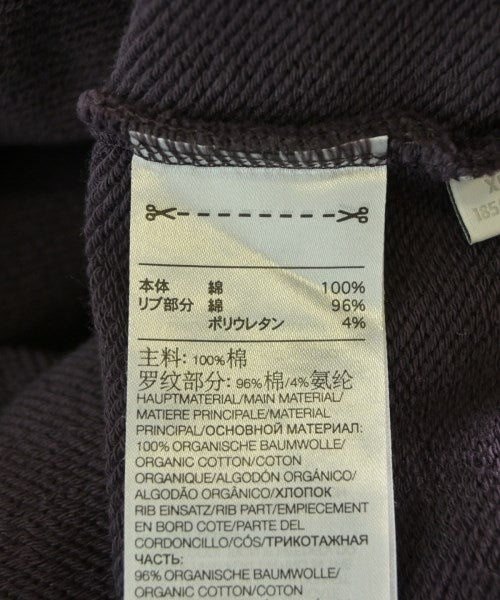 本体 綿 100%
リブ部分 綿 96%
ポリウレタン 4%
主料: 100%棉
罗纹部分: 96%棉/4%氨纶
HAUPTMATERIAL/MAIN MATERIAL/
MATIERE PRINCIPALE/MATERIAL
PRINCIPAL/ОСНОВНОЙ МАТЕРИАЛ:
100% ORGANISCHE BAUMWOLLE/
ORGANIC COTTON/COTON
ORGANIQUE/ALGODÓN ORGÁNICO/
ALGODÃO ORGÂNICO/ХЛОПОК
RIB EINSATZ/RIB PART/EMPIECEMENT
EN BORD COTE/PARTE DEL
CORDONCILLO/CÓS/ТРИКОТАЖНАЯ
ЧАСТЬ:
96% ORGANISCHE BAUMWOLLE/
ORGANIC COTTON/COTON